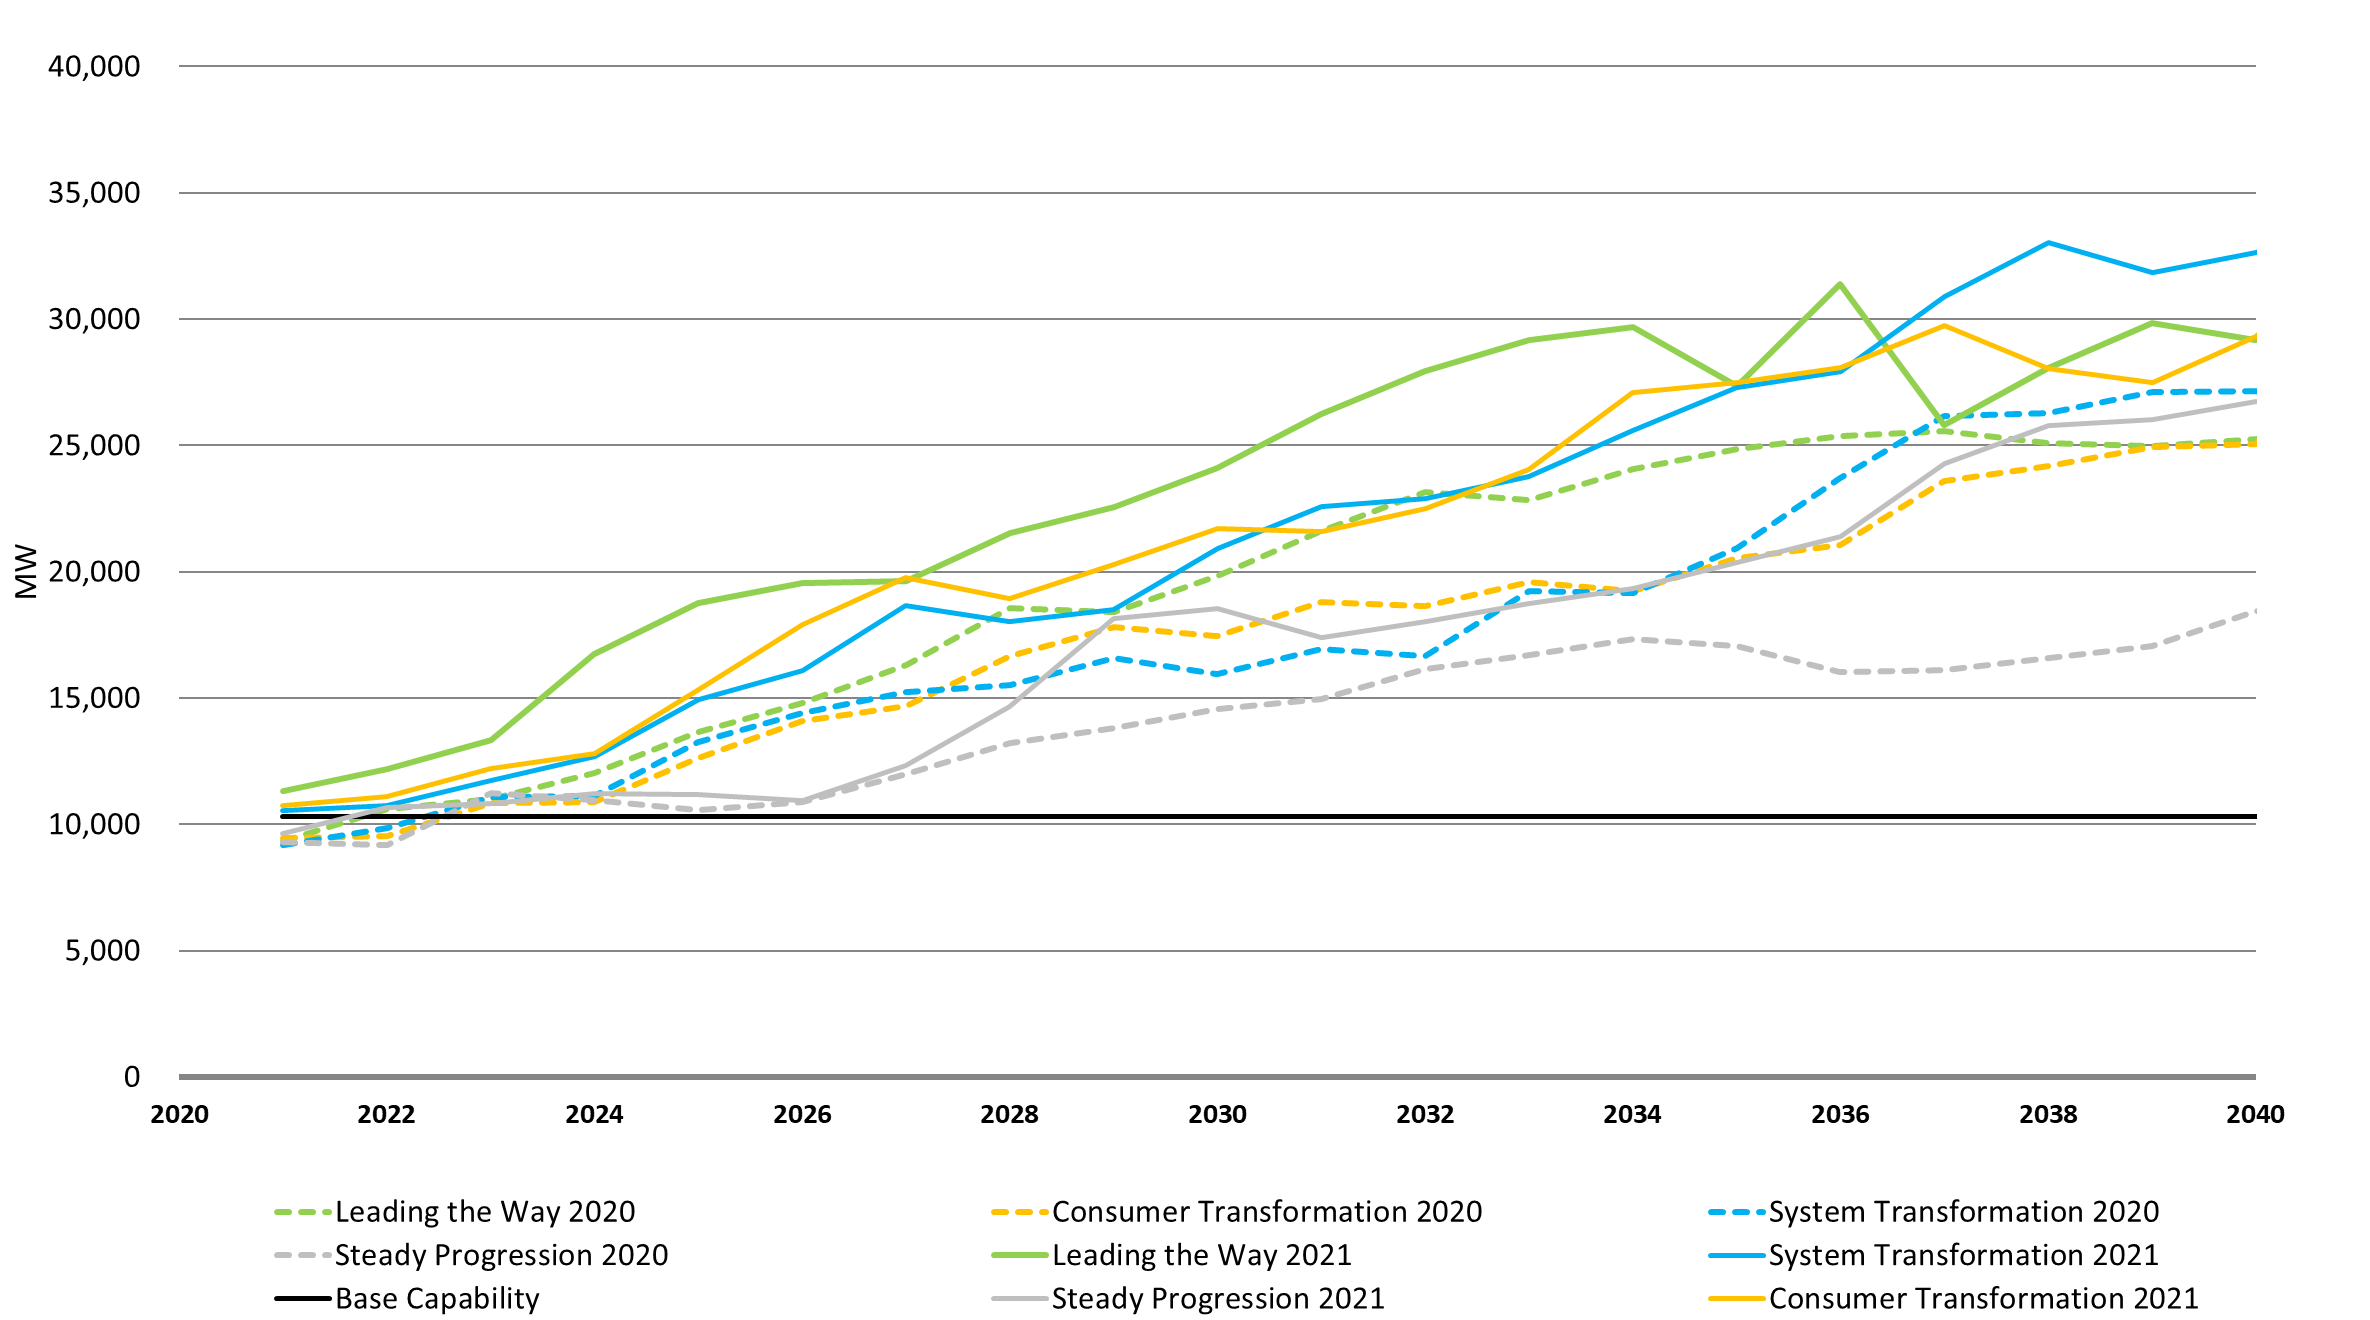 40,000
35,000
30,000
25,000
MW
20,000
15,000
10,000
5,000
0
2020 2022 2024 2026 2028 2030 2032 2034 2036 2038 2040
Leading the Way 2020 Consumer Transformation 2020 System Transformation 2020
Steady Progression 2020 Leading the Way 2021 System Transformation 2021
Base Capability Steady Progression 2021 Consumer Transformation 2021